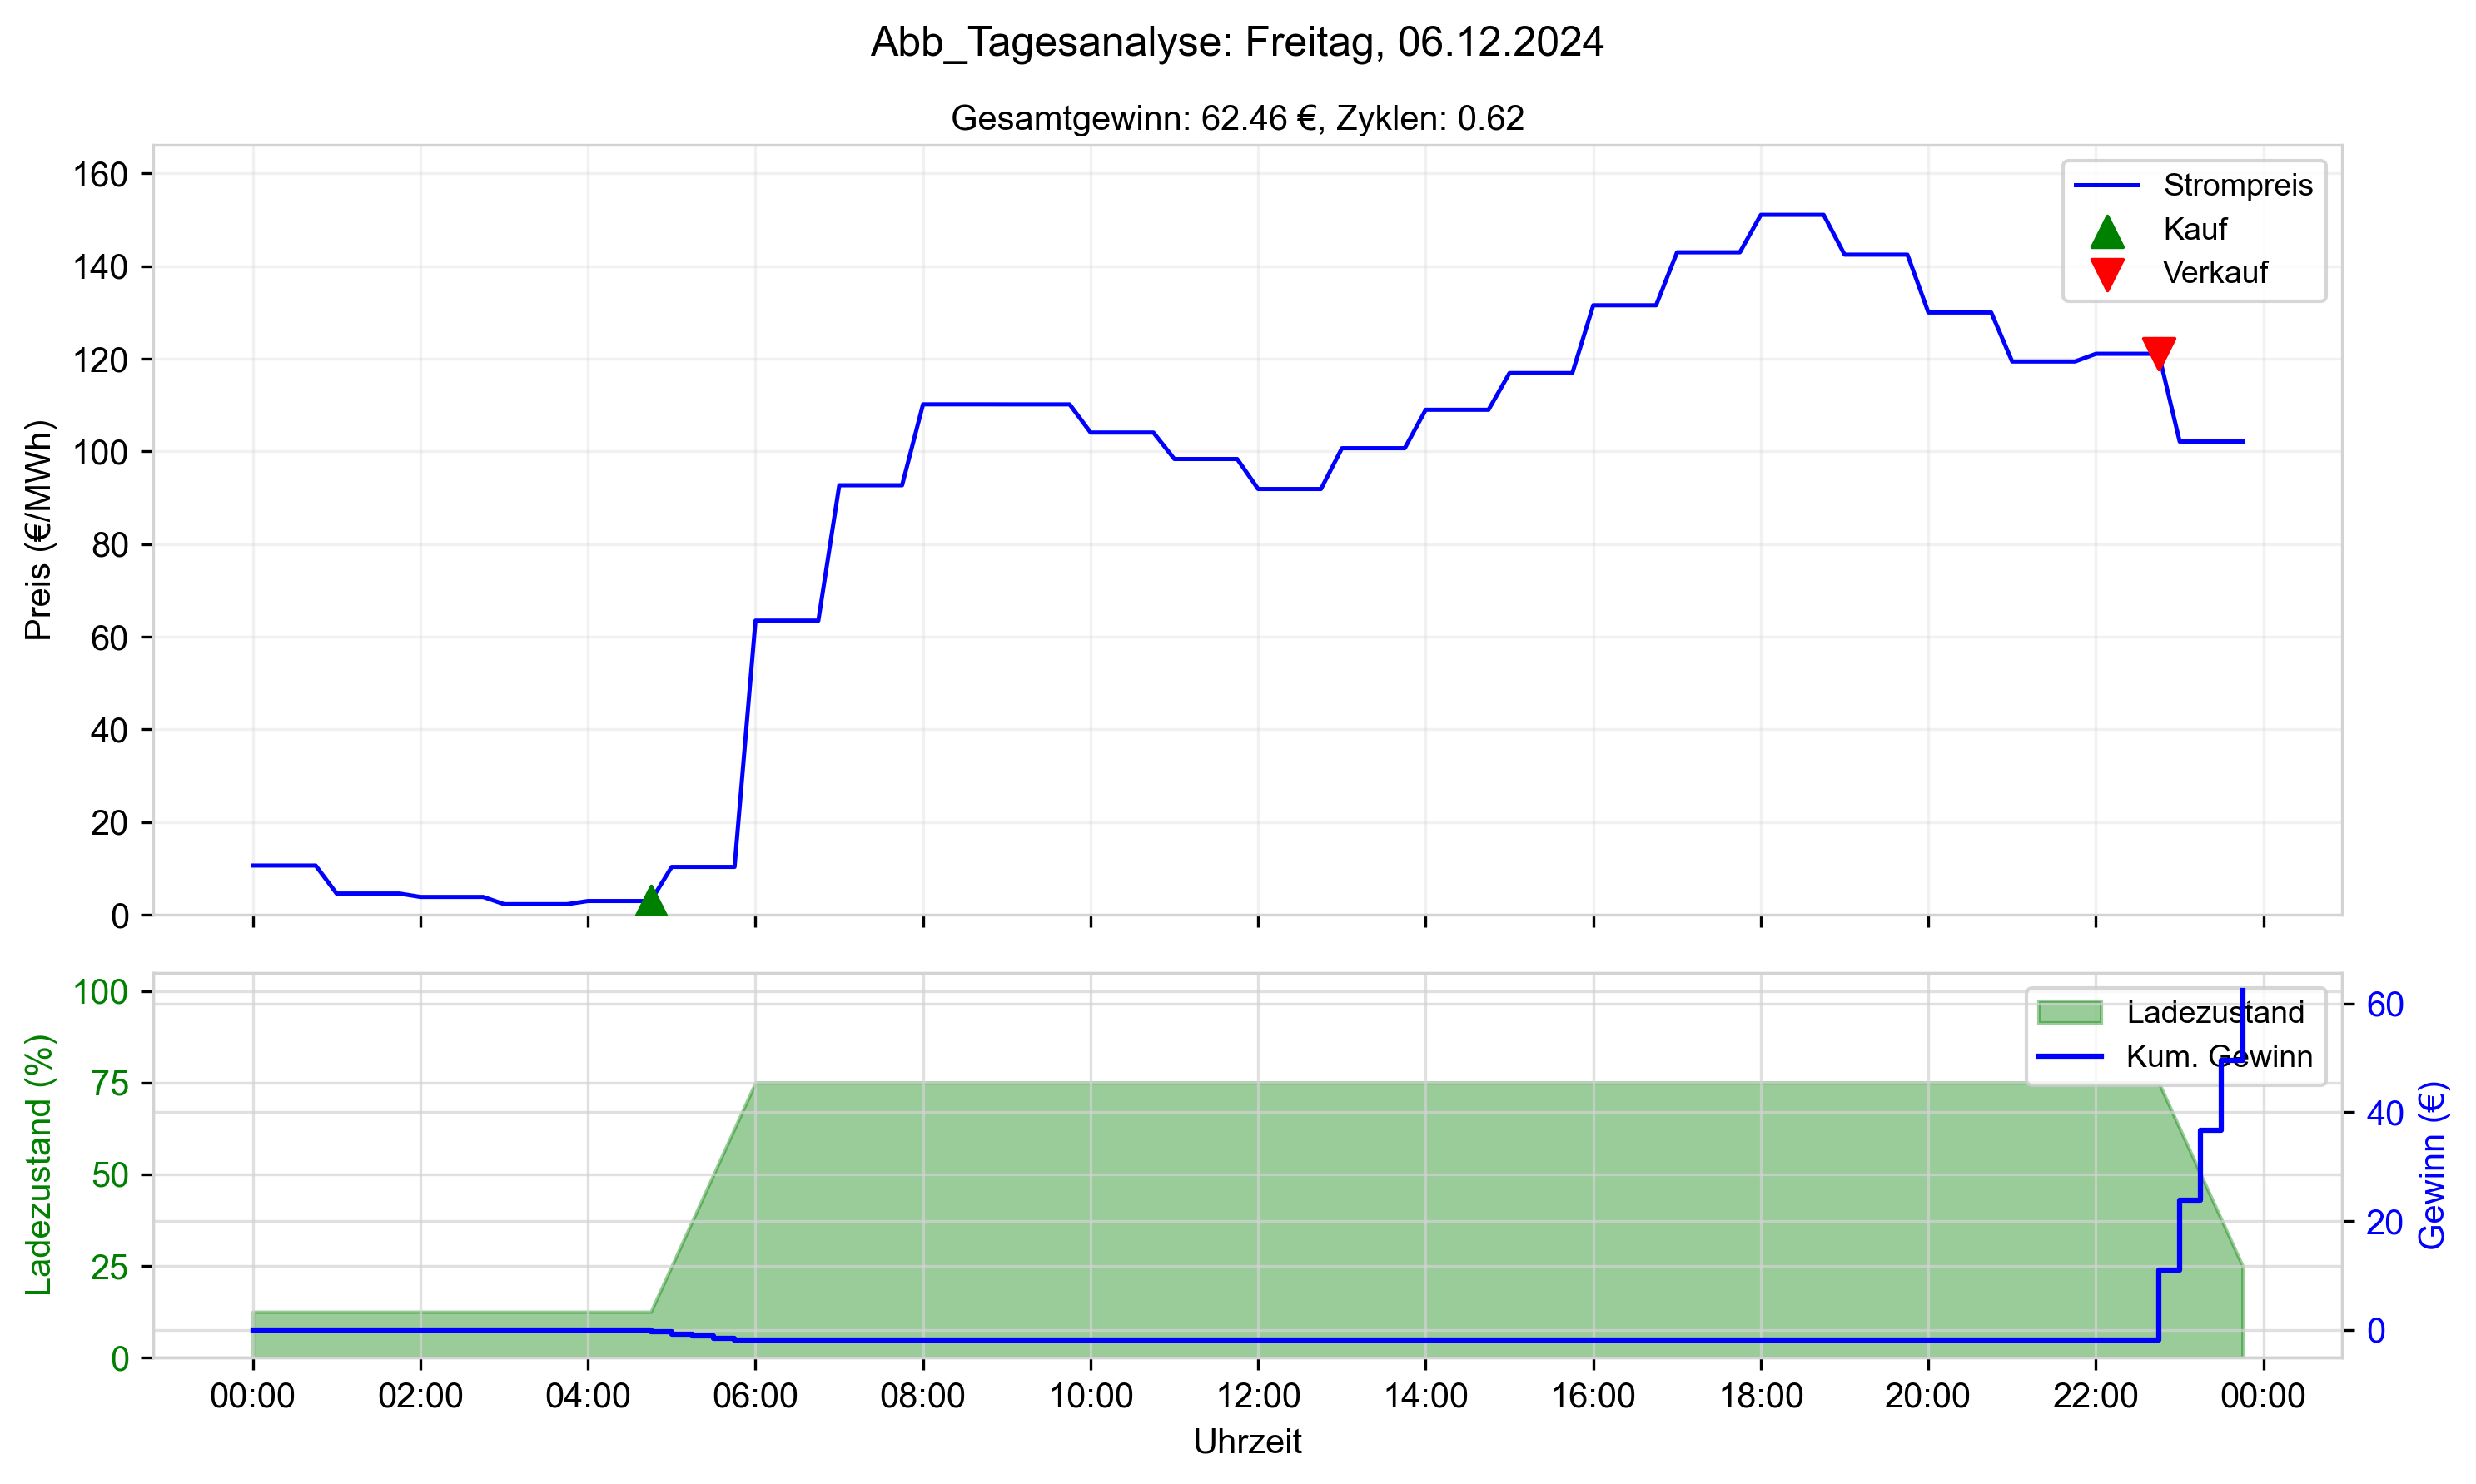 Abb_Tagesanalyse: Freitag, 06.12.2024
Gesamtgewinn: 62.46 €, Zyklen: 0.62
Preis (€/MWh)
160
140
120
100
80
60
40
20
0
Strompreis
Kauf
Verkauf
Ladezustand (%)
100
75
50
25
0
Ladezustand
Kum. Gewinn
60
40
20
0
Gewinn (€)
00:00 02:00 04:00 06:00 08:00 10:00 12:00 14:00 16:00 18:00 20:00 22:00 00:00
Uhrzeit